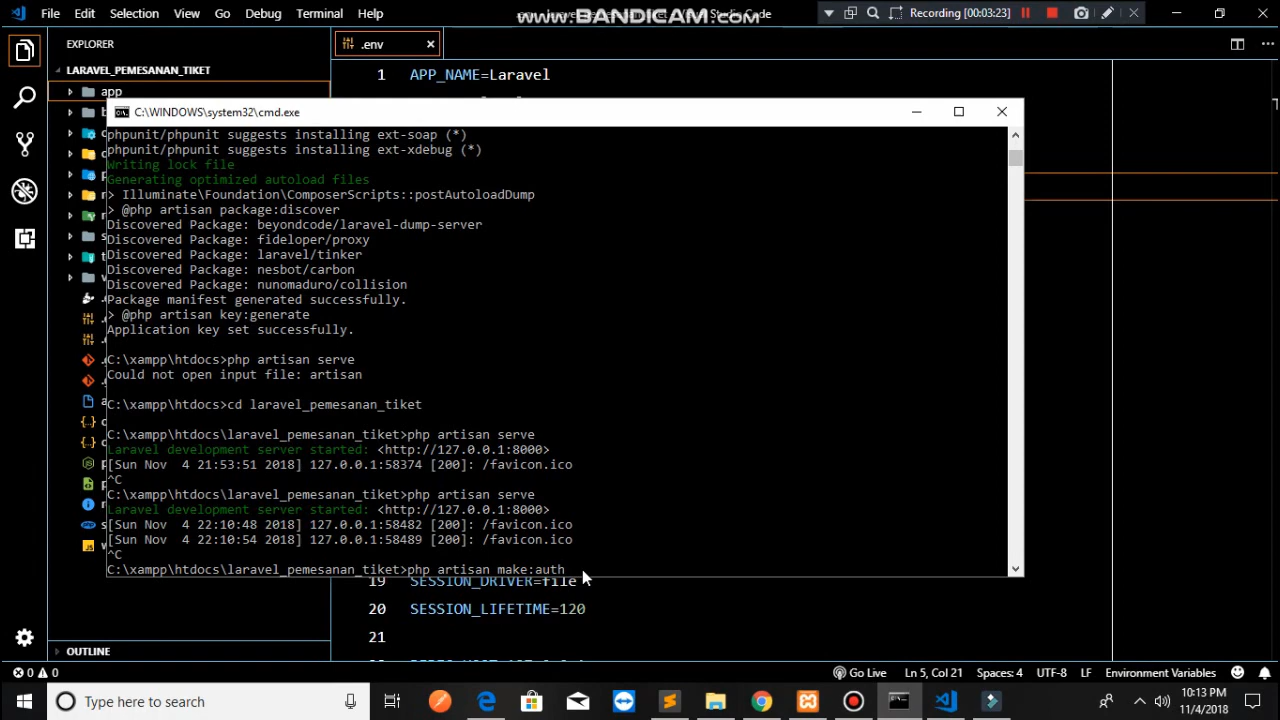 File Edit Selection View Go Debug Terminal Help
www.BANDICAM.com
Studio Code
Recording [00:03:23]
EXPLORER
.env
LARAVEL_PEMESANAN_TIKET
1 APP_NAME=Laravel
app
C:\WINDOWS\system32\cmd.exe
phpunit/phpunit suggests installing ext-soap (*)
phpunit/phpunit suggests installing ext-xdebug (*)
Writing lock file
Generating optimized autoload files
> Illuminate\Foundation\ComposerScripts::postAutoloadDump
> @php artisan package:discover
Discovered Package: beyondcode/laravel-dump-server
Discovered Package: fideloper/proxy
Discovered Package: laravel/tinker
Discovered Package: nesbot/carbon
Discovered Package: nunomaduro/collision
Package manifest generated successfully.
> @php artisan key:generate
Application key set successfully.
C:\xampp\htdocs>php artisan serve
Could not open input file: artisan
C:\xampp\htdocs>cd laravel_pemesanan_tiket
C:\xampp\htdocs\laravel_pemesanan_tiket>php artisan serve
Laravel development server started: <http://127.0.0.1:8000>
[Sun Nov  4 21:53:51 2018] 127.0.0.1:58374 [200]: /favicon.ico
^C
C:\xampp\htdocs\laravel_pemesanan_tiket>php artisan serve
Laravel development server started: <http://127.0.0.1:8000>
[Sun Nov  4 22:10:48 2018] 127.0.0.1:58482 [200]: /favicon.ico
[Sun Nov  4 22:10:54 2018] 127.0.0.1:58489 [200]: /favicon.ico
^C
C:\xampp\htdocs\laravel_pemesanan_tiket>php artisan make:auth
19 SESSION_DRIVER=file
20 SESSION_LIFETIME=120
21
OUTLINE
0 0
Go Live Ln 5, Col 21 Spaces: 4 UTF-8 LF Environment Variables
Type here to search
10:13 PM
11/4/2018